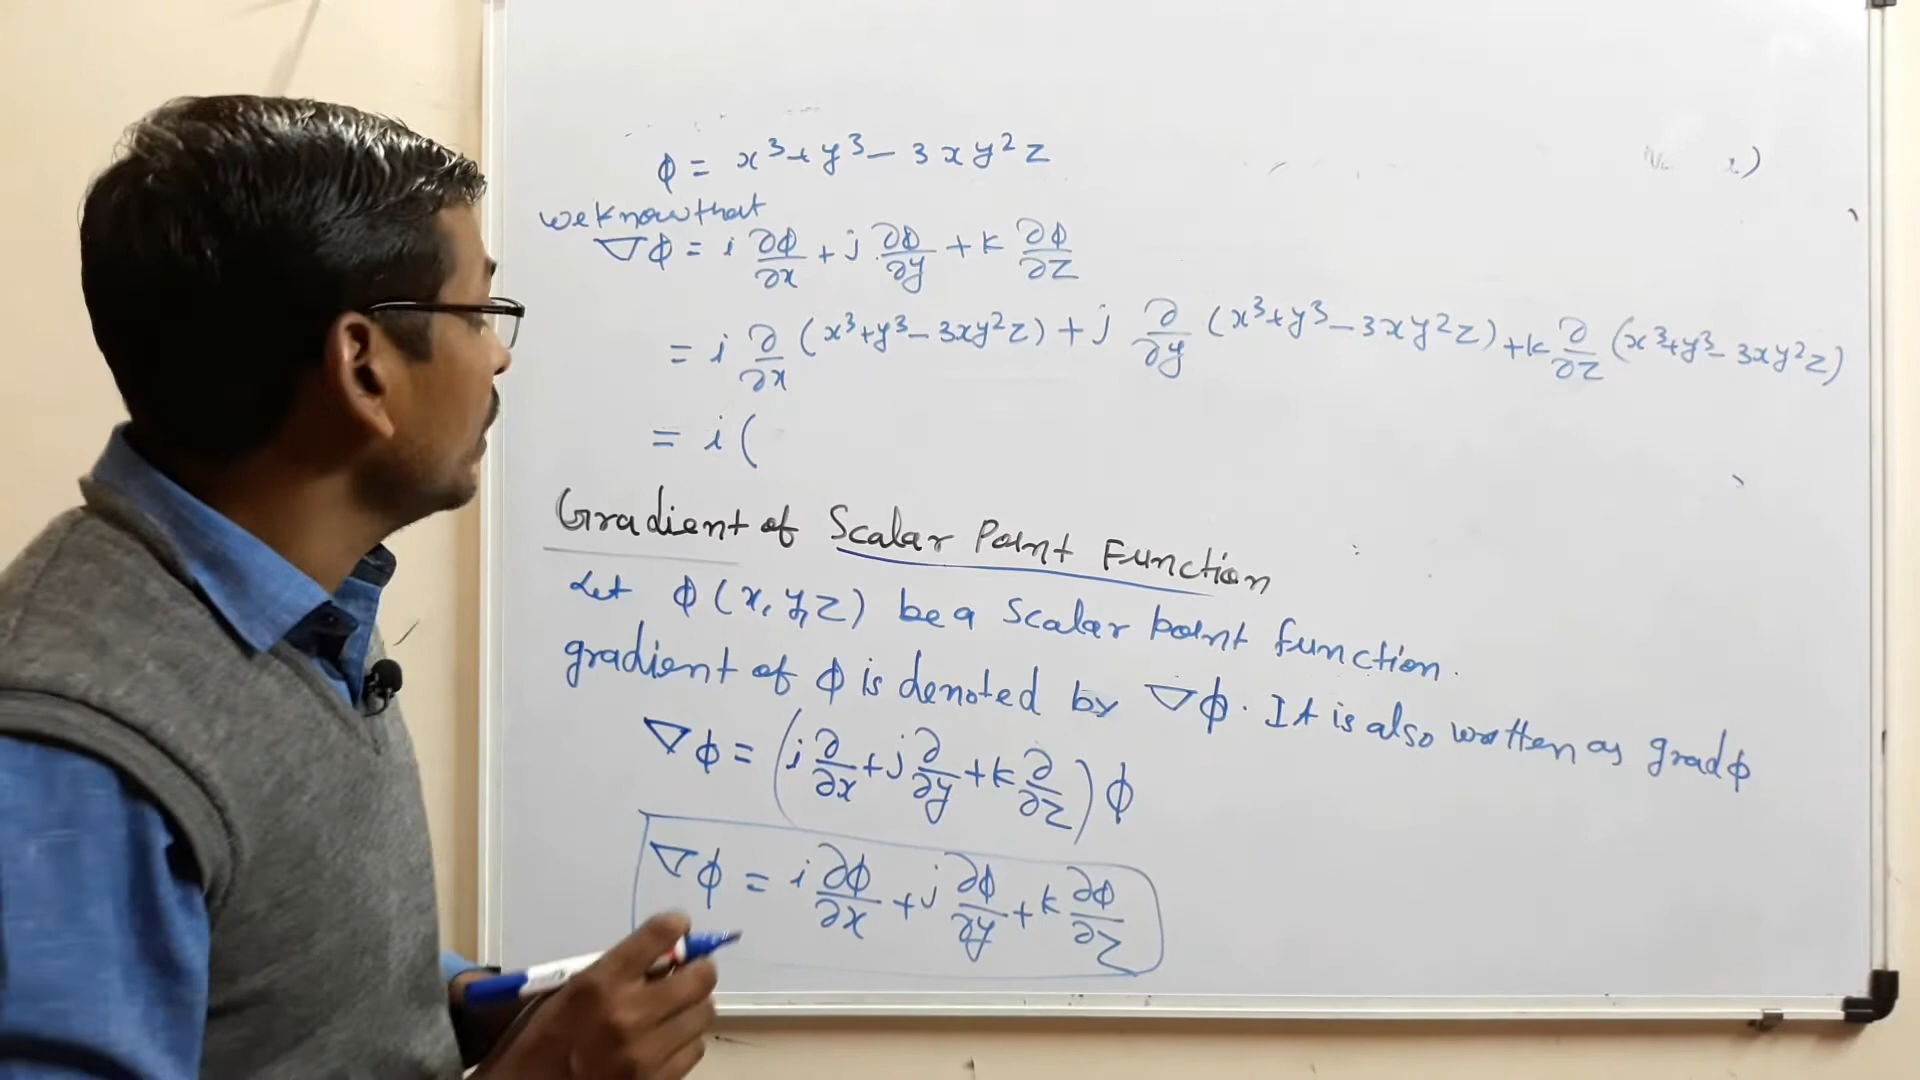 ϕ = x³+y³- 3xy²z
we know that
∇ϕ = i ∂ϕ/∂x + j ∂ϕ/∂y + k ∂ϕ/∂z
= i ∂/∂x (x³+y³-3xy²z) + j ∂/∂y (x³+y³-3xy²z) + k ∂/∂z (x³+y³-3xy²z)
= i (
Gradient of Scalar Point Function
Let ϕ(x,y,z) be a scalar point function.
gradient of ϕ is denoted by ∇ϕ. It is also written as grad ϕ
∇ϕ = (i ∂/∂x + j ∂/∂y + k ∂/∂z) ϕ
∇ϕ = i ∂ϕ/∂x + j ∂ϕ/∂y + k ∂ϕ/∂z